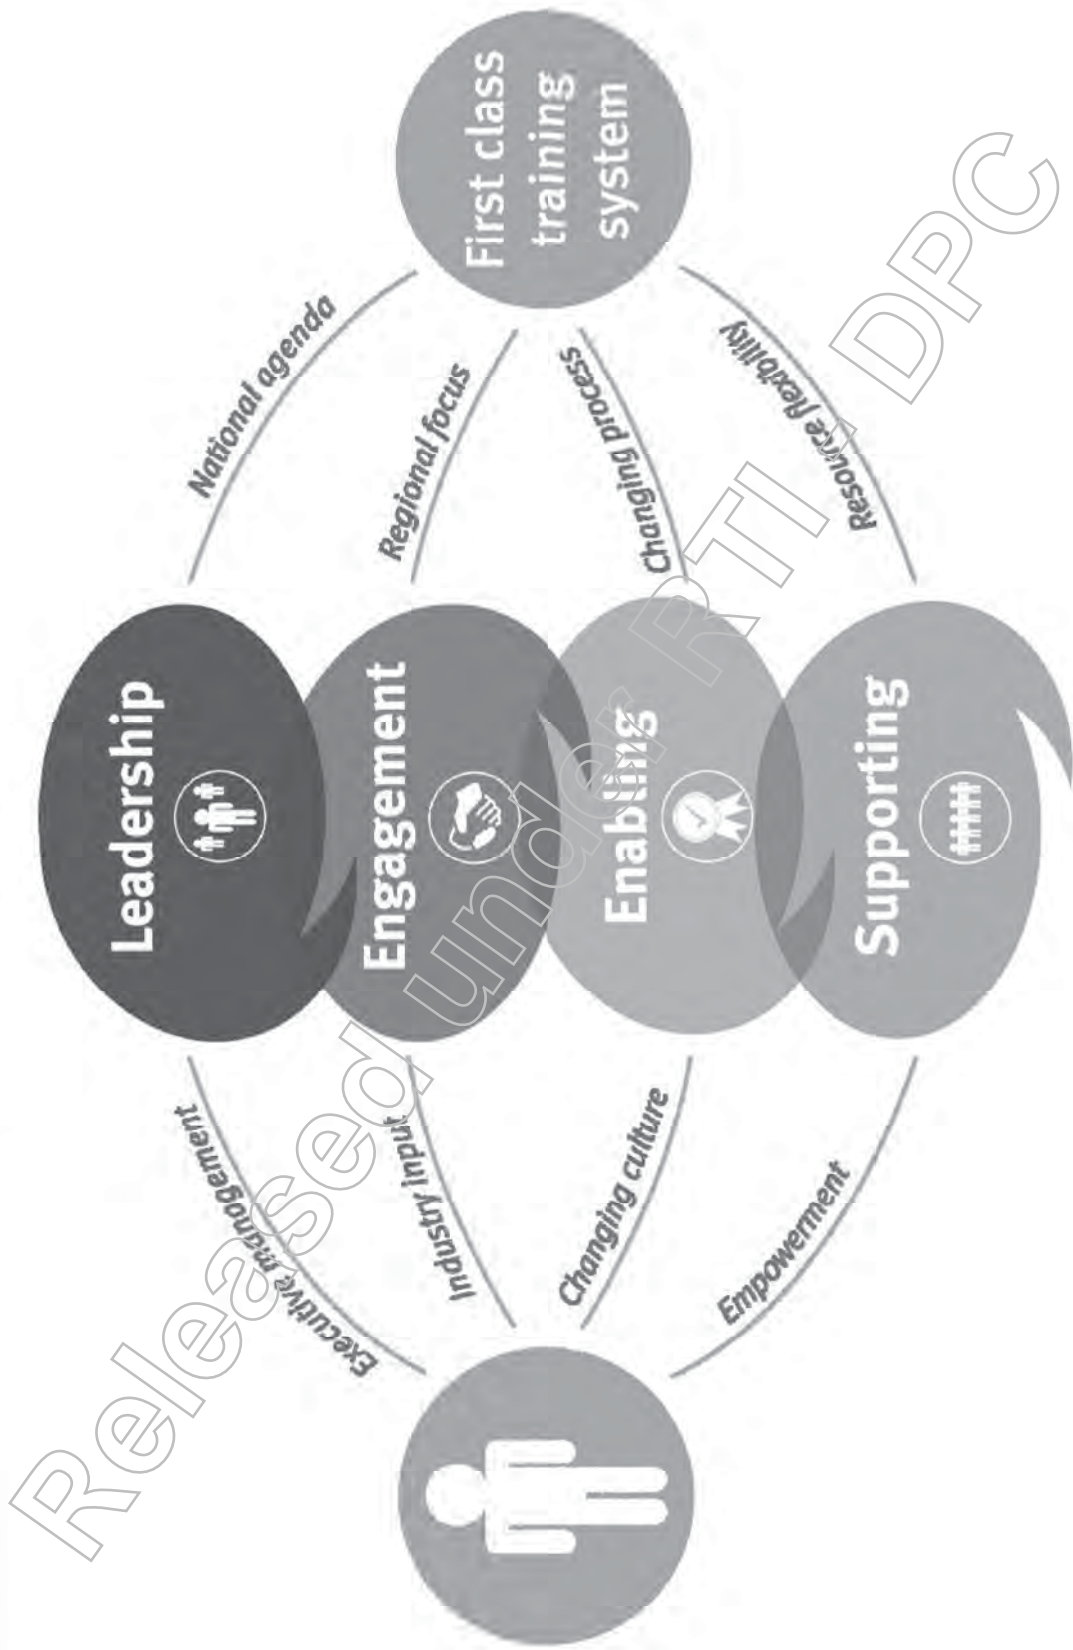 Executive management
Industry input
Changing culture
Empowerment
Leadership
Engagement
Enabling
Supporting
National agenda
Regional focus
Changing process
Resource flexibility
First class
training
system
Released under RTI - DPC